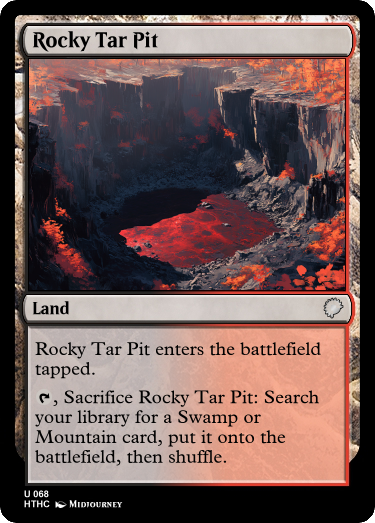 Rocky Tar Pit
Land
Rocky Tar Pit enters the battlefield
tapped.
, Sacrifice Rocky Tar Pit: Search
your library for a Swamp or
Mountain card, put it onto the
battlefield, then shuffle.
U 068
HTHC Midjourney